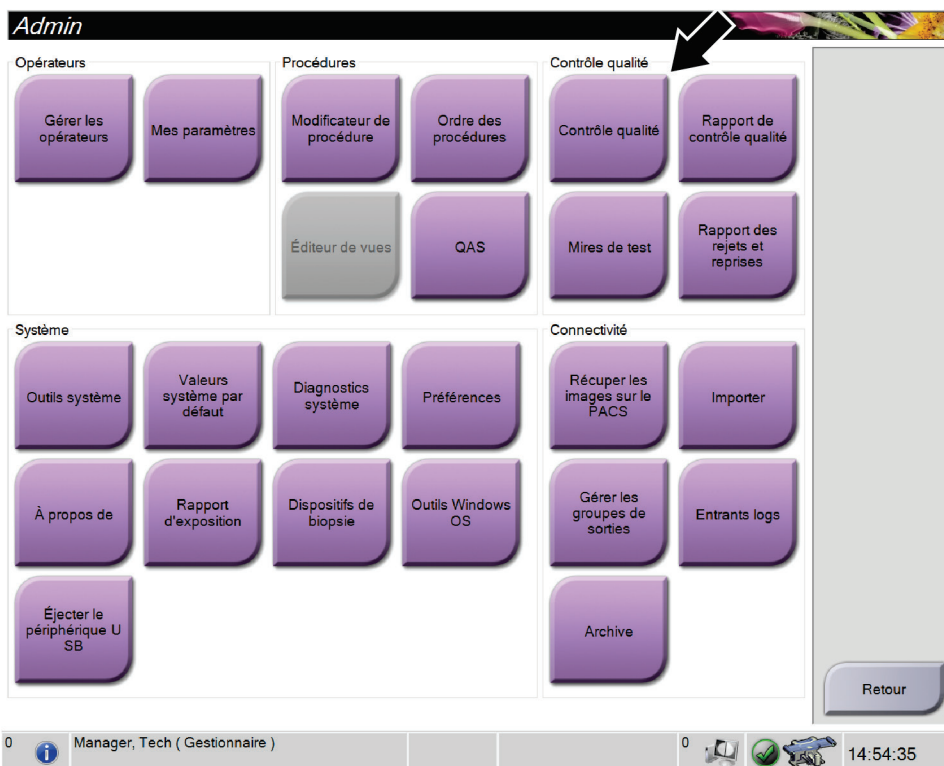 Admin
Opérateurs
Gérer les
opérateurs
Mes paramètres
Procédures
Modificateur de
procédure
Ordre des
procédures
Éditeur de vues
QAS
Contrôle qualité
Contrôle qualité
Rapport de
contrôle qualité
Mires de test
Rapport des
rejets et
reprises
Système
Outils système
Valeurs
système par
défaut
Diagnostics
système
Préférences
À propos de
Rapport
d'exposition
Dispositifs de
biopsie
Outils Windows
OS
Éjecter le
périphérique U
SB
Connectivité
Récuper les
images sur le
PACS
Importer
Gérer les
groupes de
sorties
Entrants logs
Archive
Retour
0
Manager, Tech ( Gestionnaire )
0
14:54:35